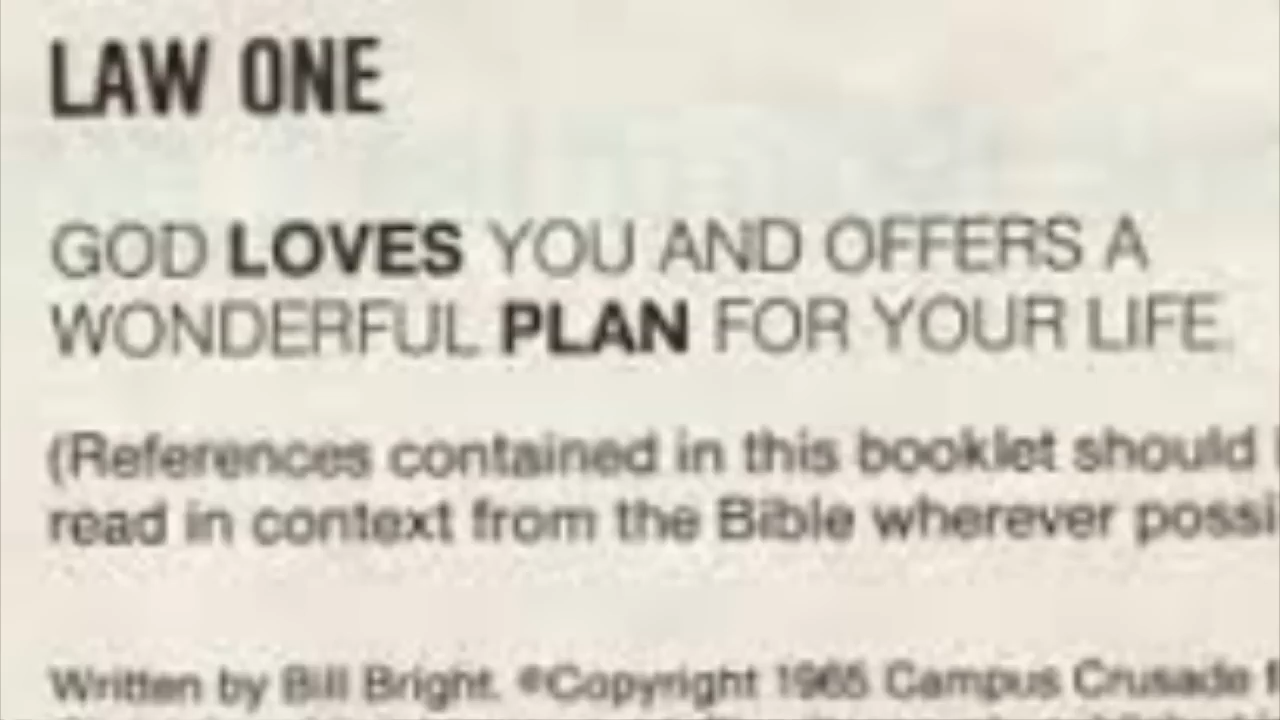 LAW ONE
GOD LOVES YOU AND OFFERS A
WONDERFUL PLAN FOR YOUR LIFE.
(References contained in this booklet should
read in context from the Bible wherever possi
Written by Bill Bright. ©Copyright 1965 Campus Crusade f